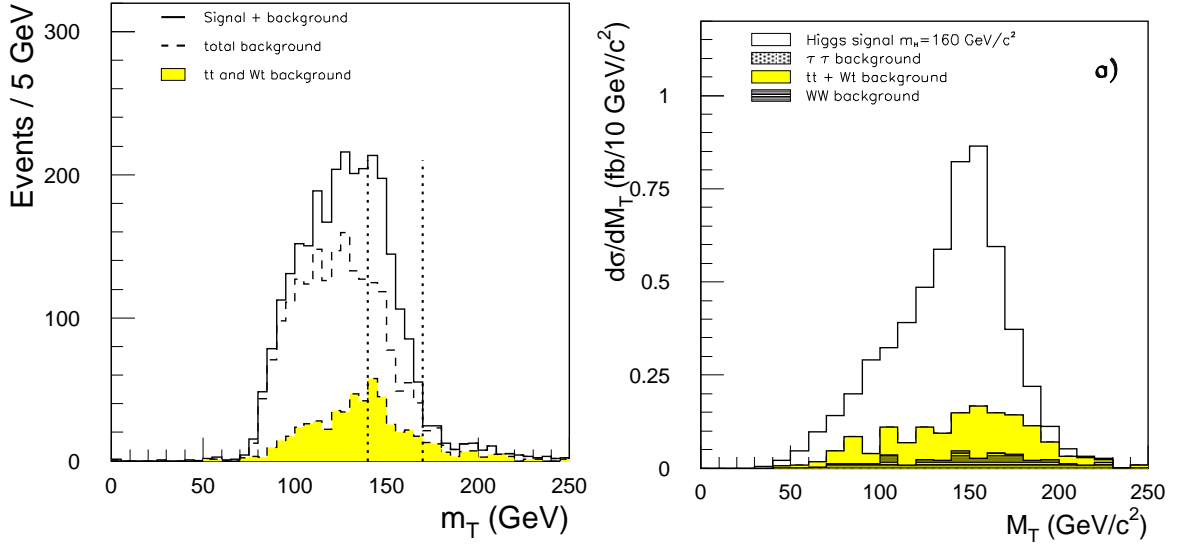 Events / 5 GeV
300
200
100
0
Signal + background
total background
tt and Wt background
0 50 100 150 200 250
m_T (GeV)
dσ/dM_T (fb/10 GeV/c²)
1
0.75
0.5
0.25
0
Higgs signal m_H=160 GeV/c²
τ τ background
tt + Wt background
WW background
a)
0 50 100 150 200 250
M_T (GeV/c²)